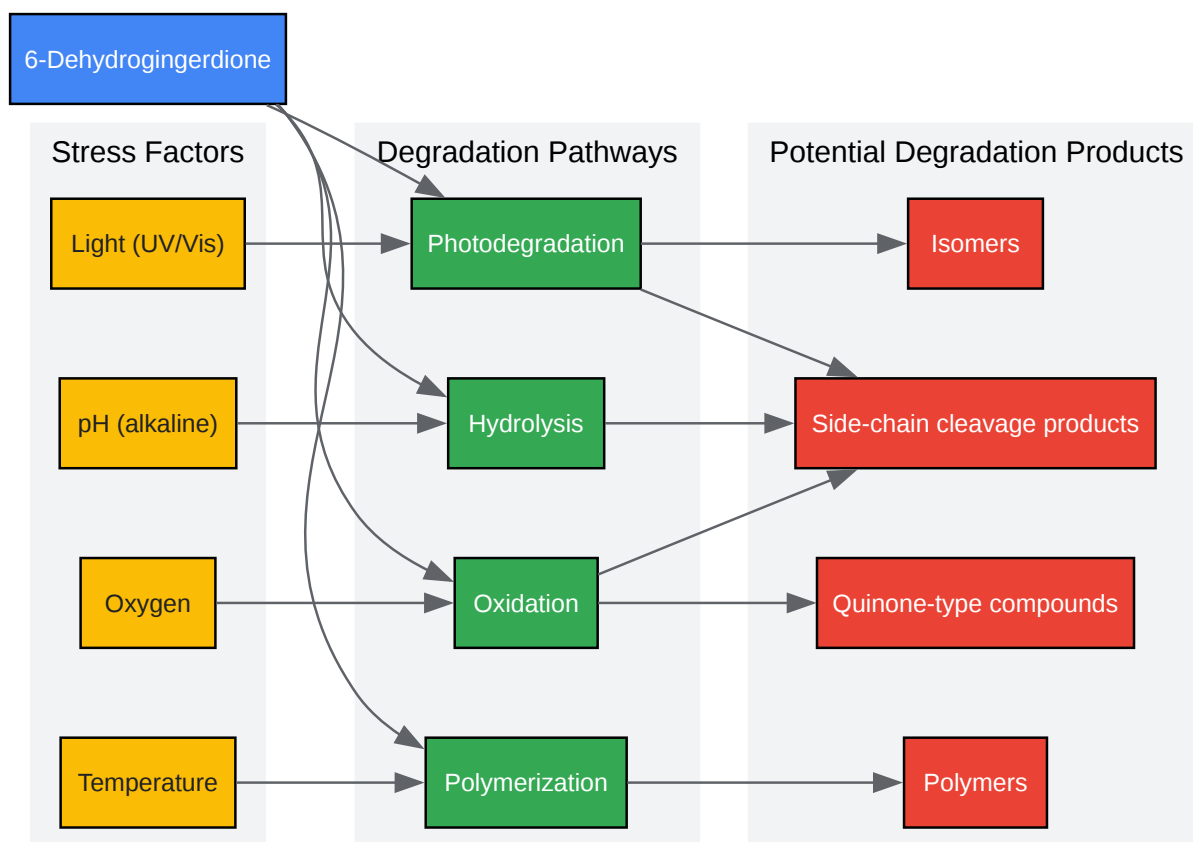 6-Dehydrogingerdione
Stress Factors
Degradation Pathways
Potential Degradation Products
Light (UV/Vis)
Photodegradation
Isomers
pH (alkaline)
Hydrolysis
Side-chain cleavage products
Oxygen
Oxidation
Quinone-type compounds
Temperature
Polymerization
Polymers